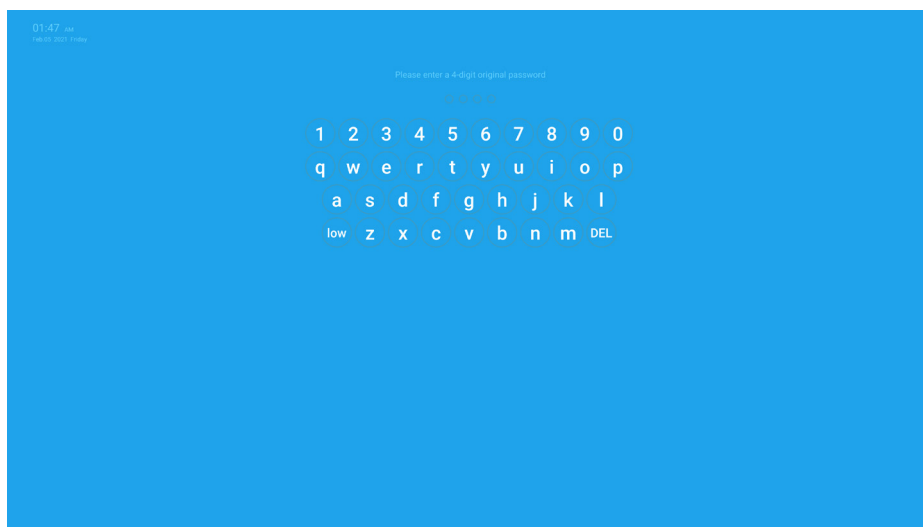 01:47 AM
Feb 05, 2021 Friday
Please enter a 4-digit original password
1 2 3 4 5 6 7 8 9 0
q w e r t y u i o p
a s d f g h j k l
low z x c v b n m DEL